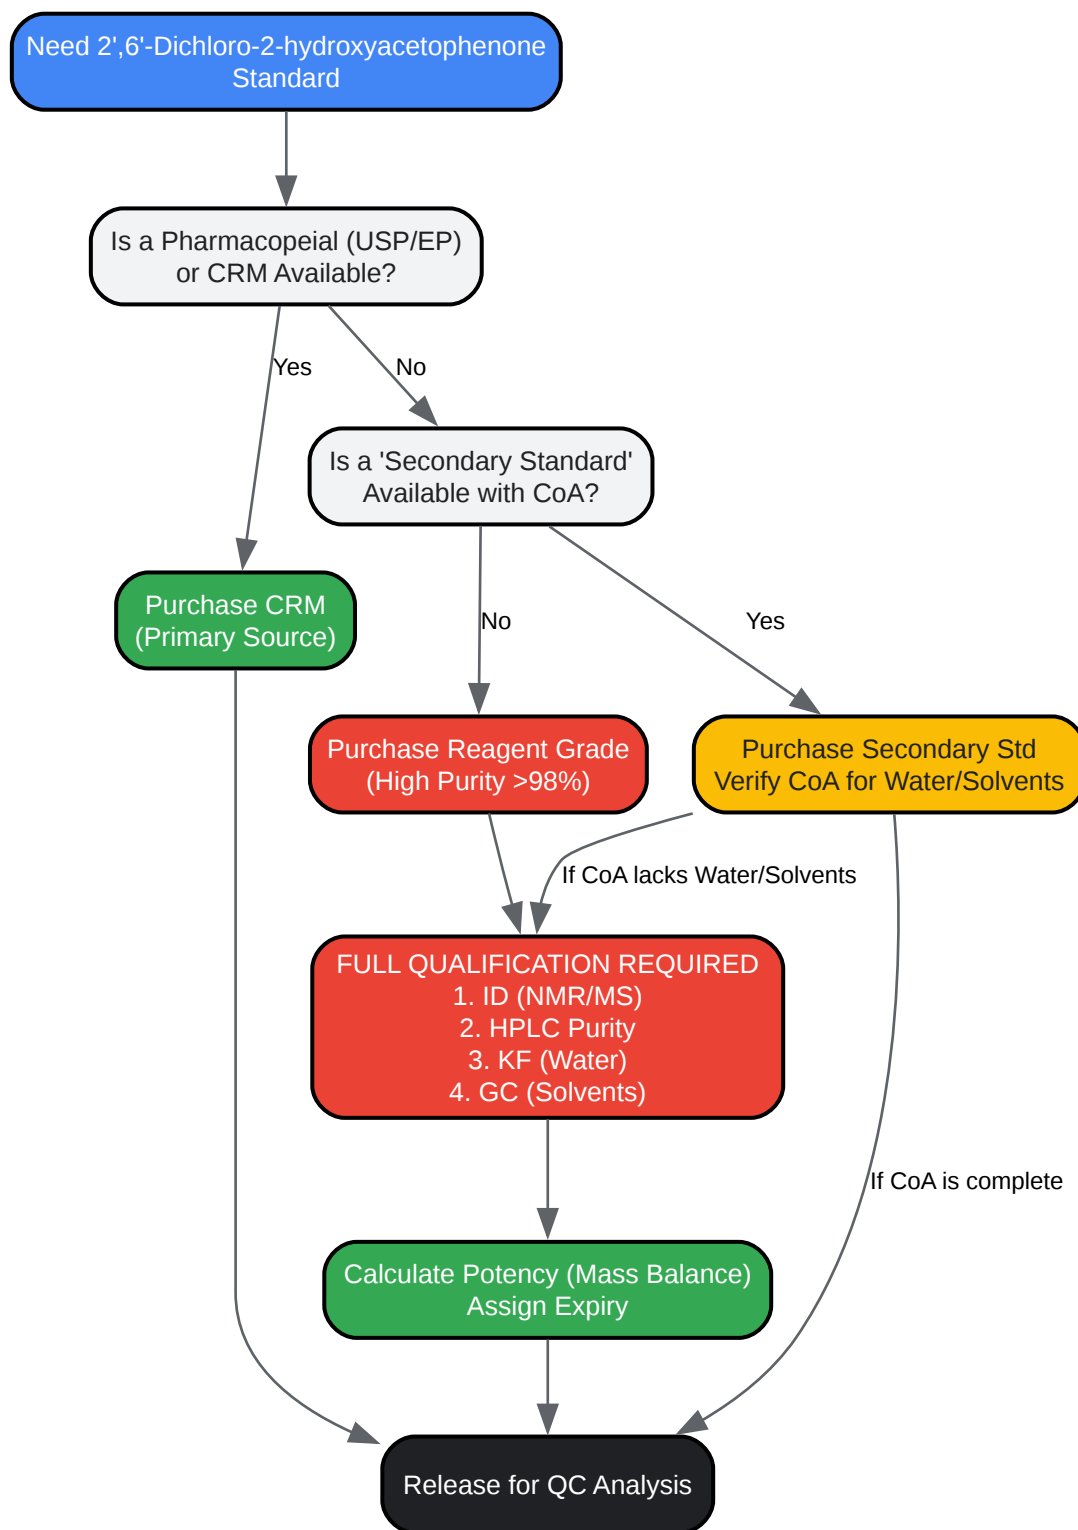 Need 2',6'-Dichloro-2-hydroxyacetophenone
Standard
Is a Pharmacopeial (USP/EP)
or CRM Available?
Yes
No
Is a 'Secondary Standard'
Available with CoA?
Purchase CRM
(Primary Source)
No
Yes
Purchase Reagent Grade
(High Purity >98%)
Purchase Secondary Std
Verify CoA for Water/Solvents
If CoA lacks Water/Solvents
FULL QUALIFICATION REQUIRED
1. ID (NMR/MS)
2. HPLC Purity
3. KF (Water)
4. GC (Solvents)
If CoA is complete
Calculate Potency (Mass Balance)
Assign Expiry
Release for QC Analysis